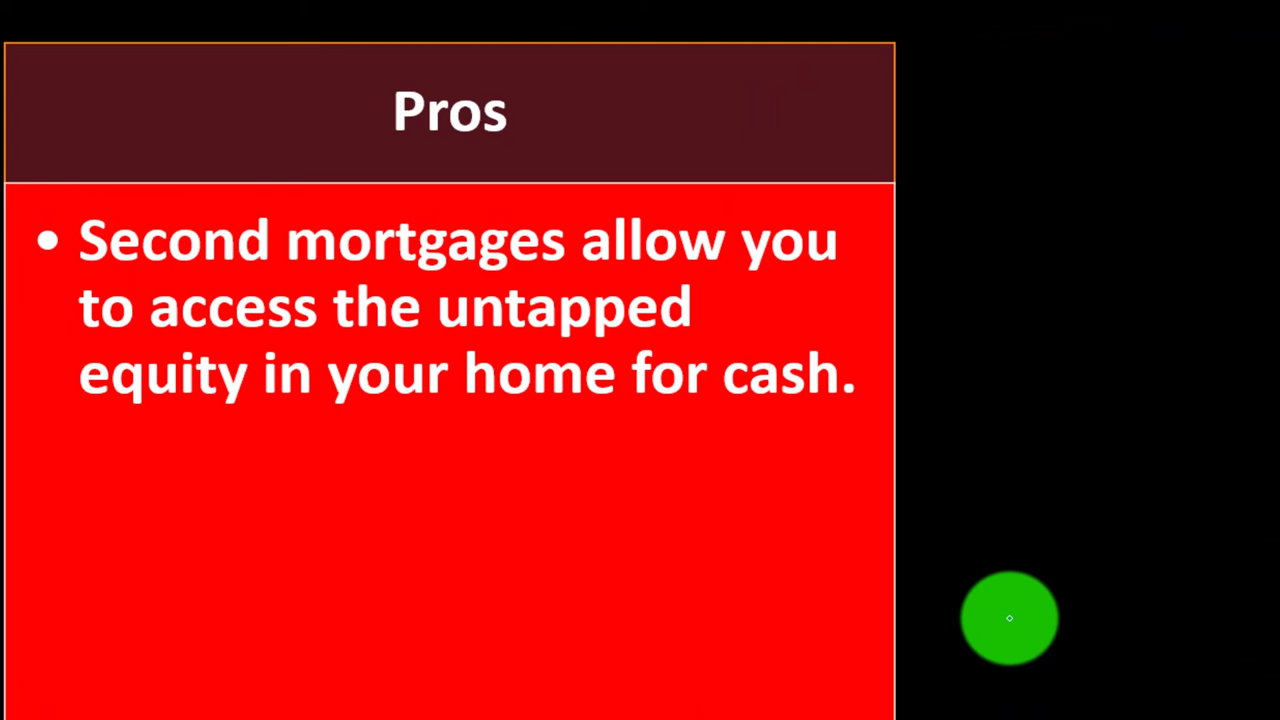 Pros
• Second mortgages allow you
to access the untapped
equity in your home for cash.